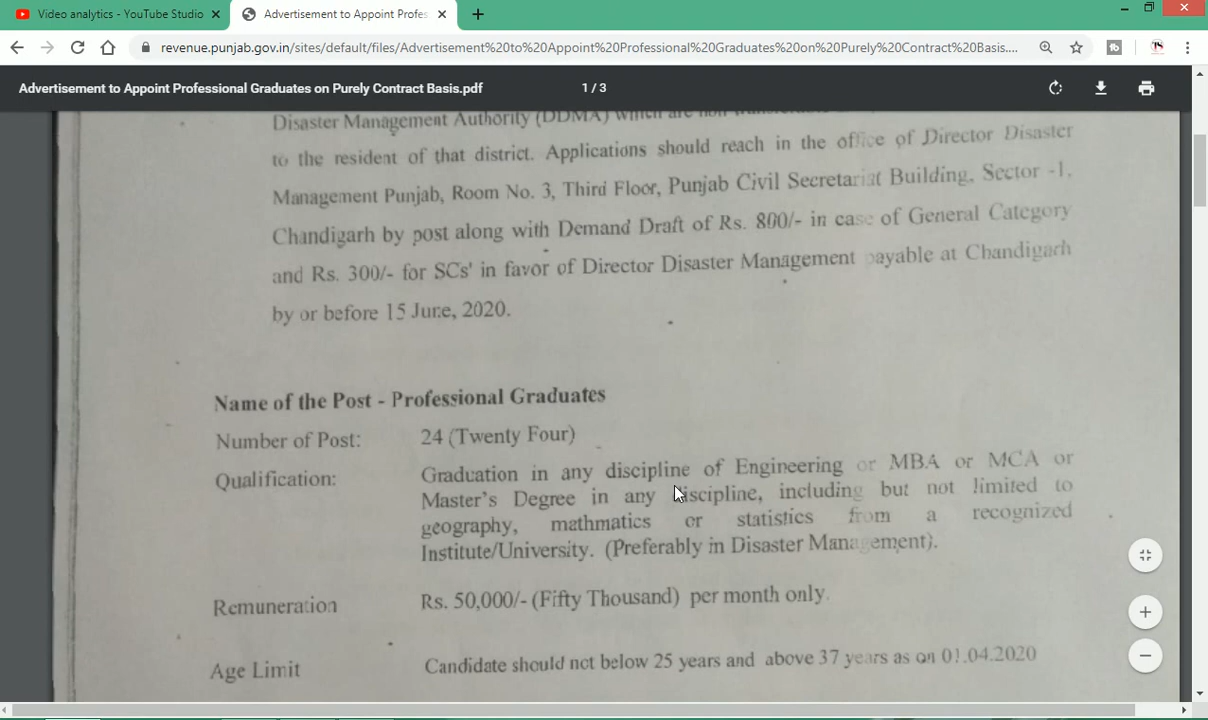 Video analytics - YouTube Studio
Advertisement to Appoint Profes
revenue.punjab.gov.in/sites/default/files/Advertisement%20to%20Appoint%20Professional%20Graduates%20on%20Purely%20Contract%20Basis....
Advertisement to Appoint Professional Graduates on Purely Contract Basis.pdf
1 / 3
Disaster Management Authority (DDMA) which are non
to the resident of that district. Applications should reach in the office of Director Disaster
Management Punjab, Room No. 3, Third Floor, Punjab Civil Secretariat Building, Sector -1,
Chandigarh by post along with Demand Draft of Rs. 800/- in case of General Category
and Rs. 300/- for SCs' in favor of Director Disaster Management payable at Chandigarh
by or before 15 June, 2020.
Name of the Post - Professional Graduates
Number of Post: 24 (Twenty Four)
Qualification: Graduation in any discipline of Engineering or MBA or MCA or
Master's Degree in any discipline, including but not limited to
geography, mathmatics or statistics from a recognized
Institute/University. (Preferably in Disaster Management).
Remuneration Rs. 50,000/- (Fifty Thousand) per month only.
Age Limit Candidate should not below 25 years and above 37 years as on 01.04.2020